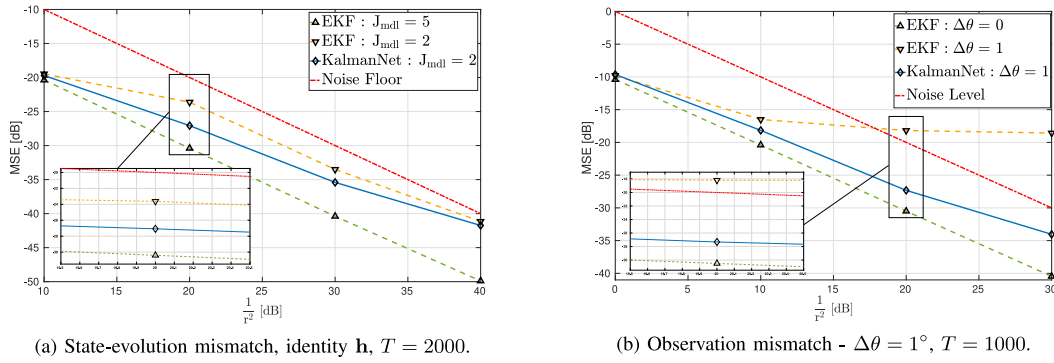 EKF : J_mdl = 5
EKF : J_mdl = 2
KalmanNet : J_mdl = 2
Noise Floor
MSE [dB]
-10
-15
-20
-25
-30
-35
-40
-45
-50
10 15 20 25 30 35 40
1/r² [dB]
(a) State-evolution mismatch, identity h, T = 2000.
EKF : Δθ = 0
EKF : Δθ = 1
KalmanNet : Δθ = 1
Noise Level
MSE [dB]
0
-5
-10
-15
-20
-25
-30
-35
-40
0 5 10 15 20 25 30
1/r² [dB]
(b) Observation mismatch - Δθ = 1°, T = 1000.